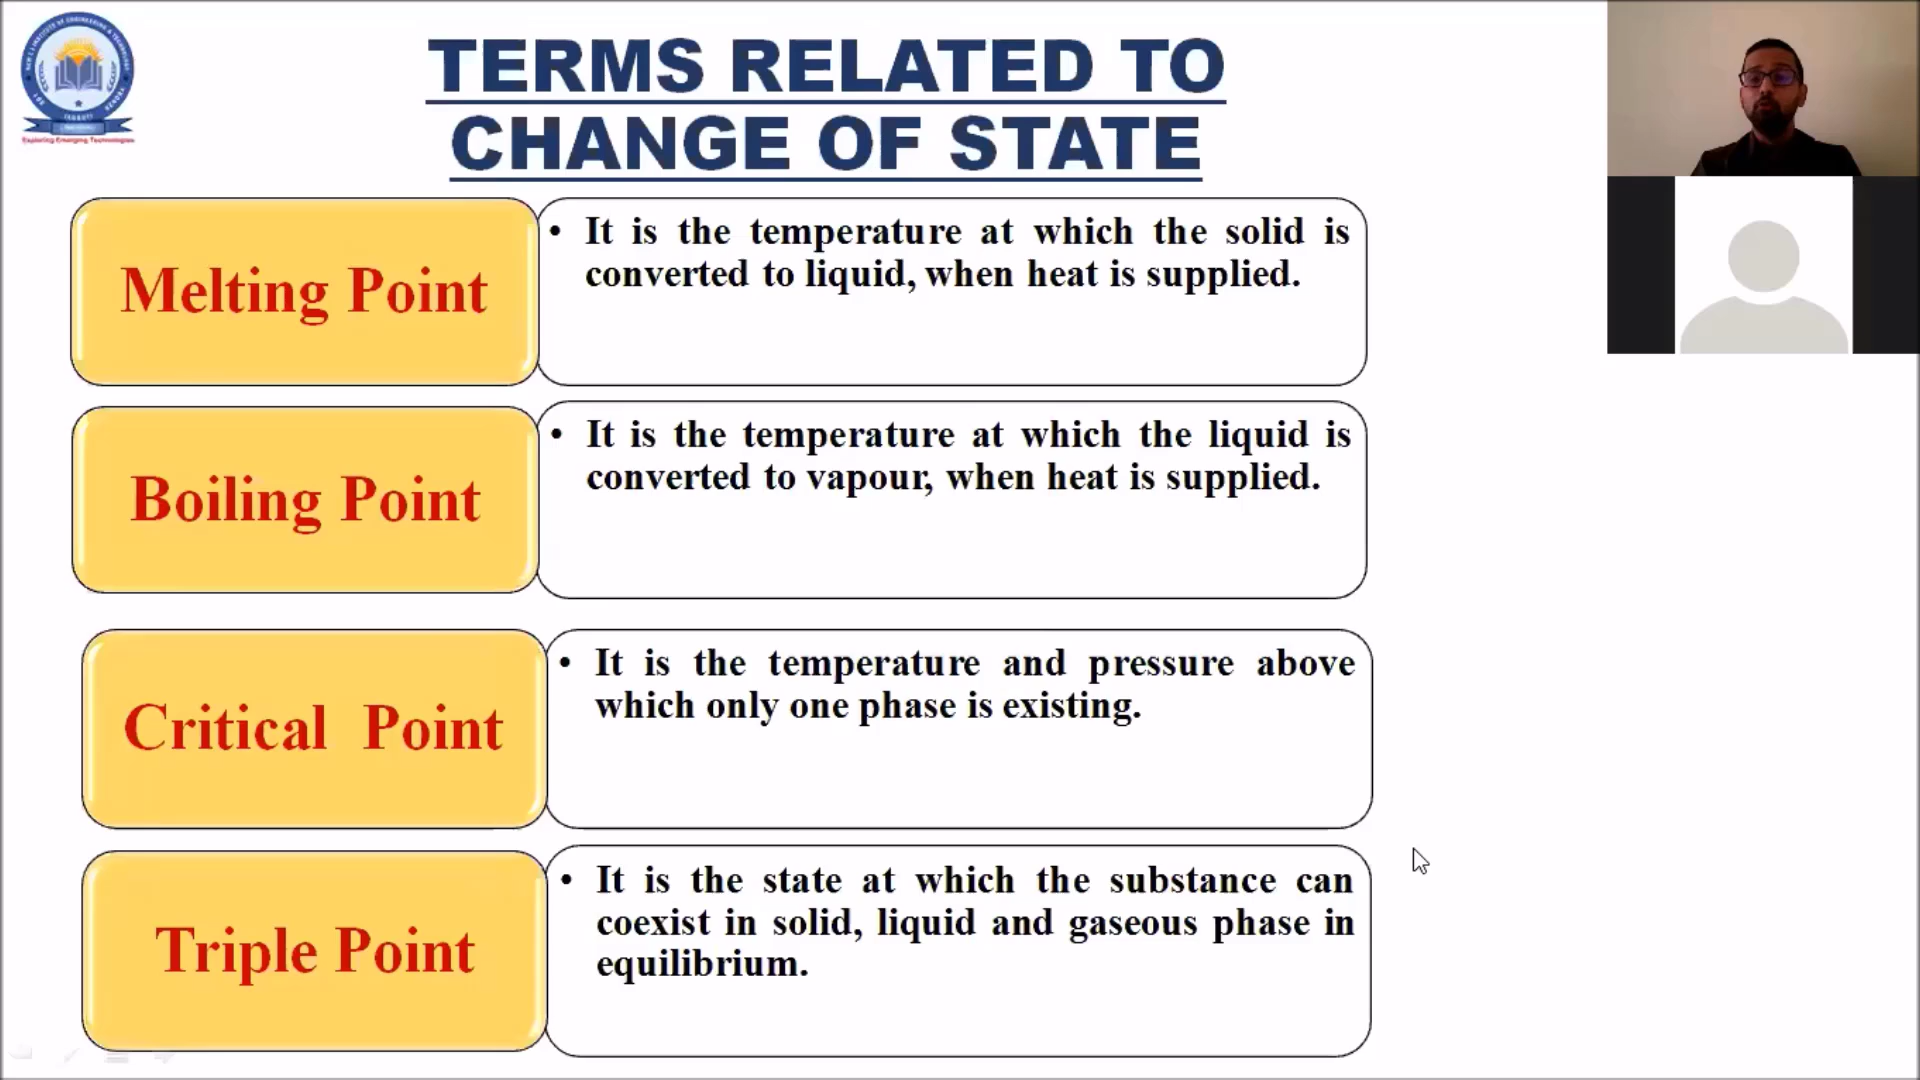 TERMS RELATED TO
CHANGE OF STATE
Exploring Emerging Technologies
Melting Point
• It is the temperature at which the solid is
converted to liquid, when heat is supplied.
Boiling Point
• It is the temperature at which the liquid is
converted to vapour, when heat is supplied.
Critical Point
• It is the temperature and pressure above
which only one phase is existing.
Triple Point
• It is the state at which the substance can
coexist in solid, liquid and gaseous phase in
equilibrium.